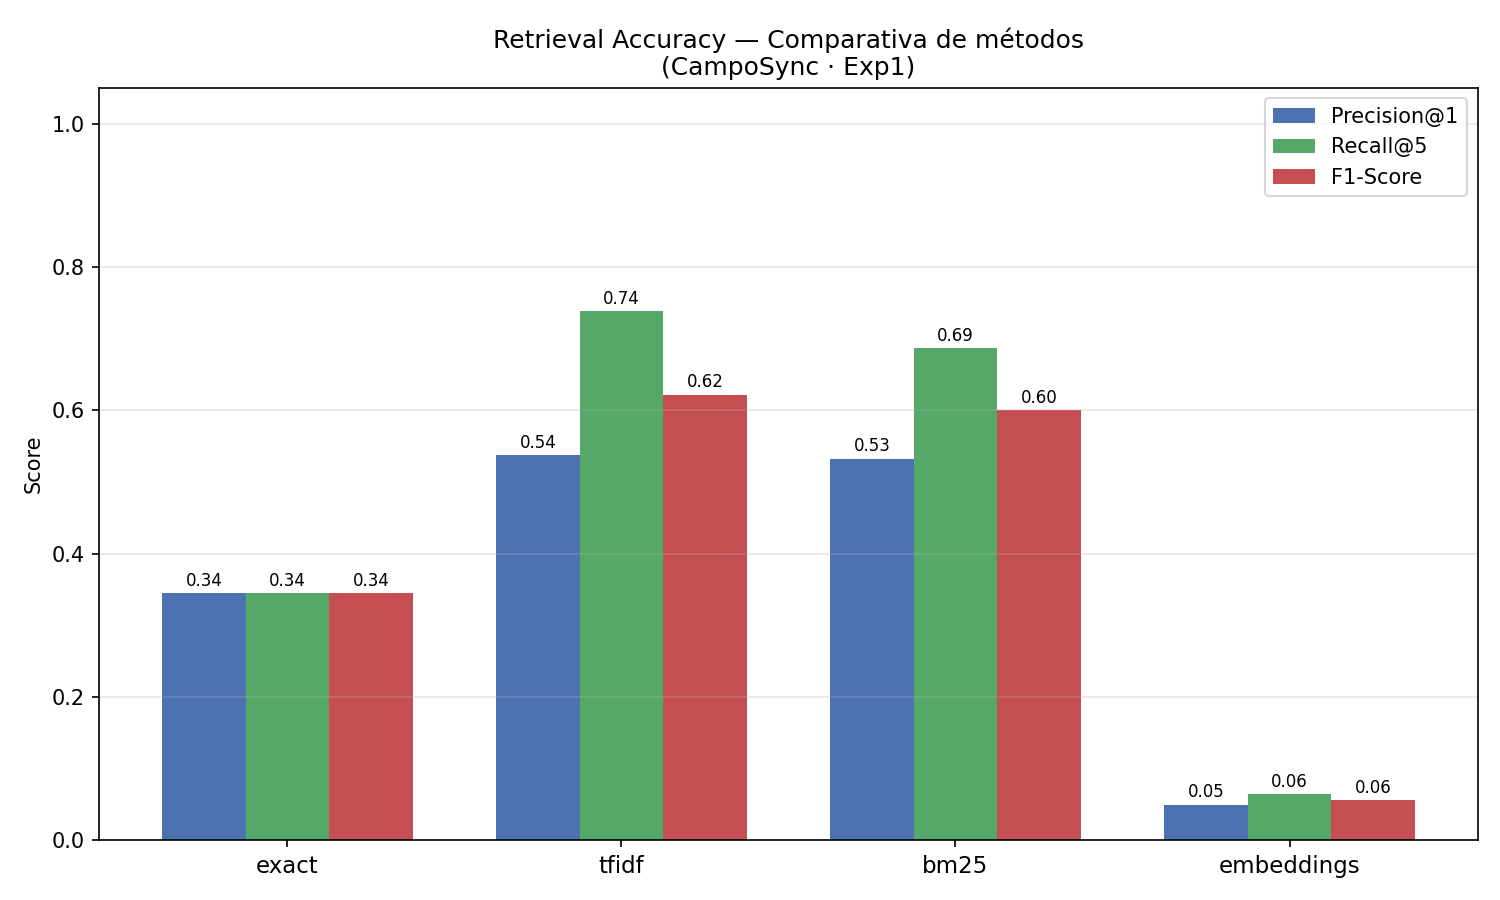 Retrieval Accuracy — Comparativa de métodos
(CampoSync · Exp1)
Precision@1
Recall@5
F1-Score
Score
1.0
0.8
0.6
0.4
0.2
0.0
0.34
0.34
0.34
0.54
0.74
0.62
0.53
0.69
0.60
0.05
0.06
0.06
exact
tfidf
bm25
embeddings